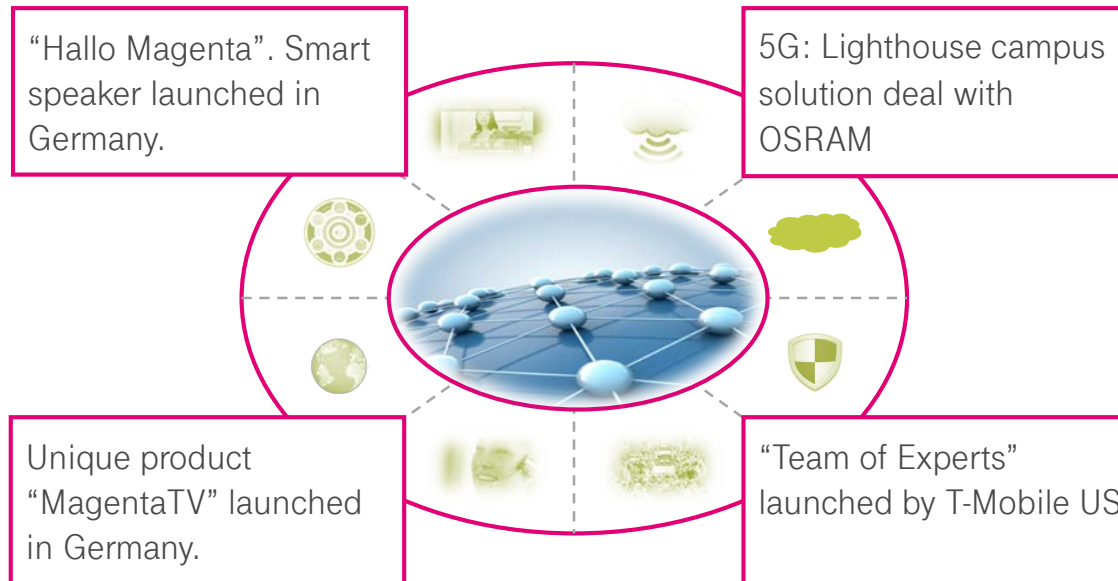 “Hallo Magenta”. Smart
speaker launched in
Germany.
5G: Lighthouse campus
solution deal with
OSRAM
Unique product
“MagentaTV” launched
in Germany.
“Team of Experts”
launched by T-Mobile US